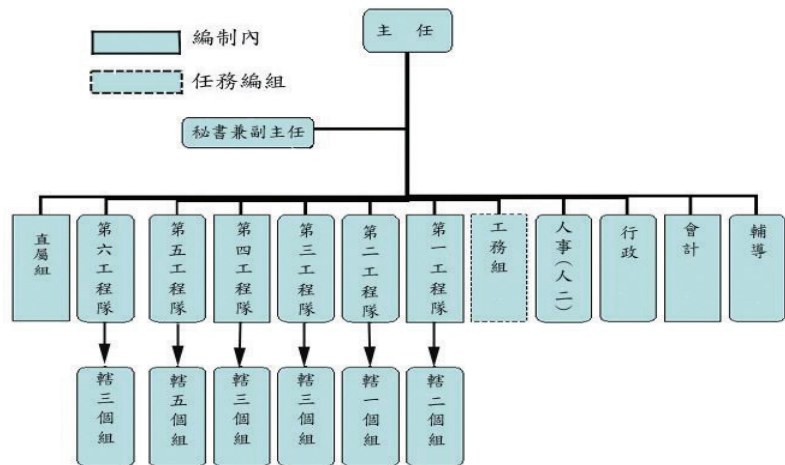 編制內
任務編組
主 任
秘書兼副主任
直屬組
第六工程隊
第五工程隊
第四工程隊
第三工程隊
第二工程隊
第一工程隊
工務組
人事（人二）
行政
會計
輔導
轄三個組
轄五個組
轄三個組
轄三個組
轄一個組
轄二個組